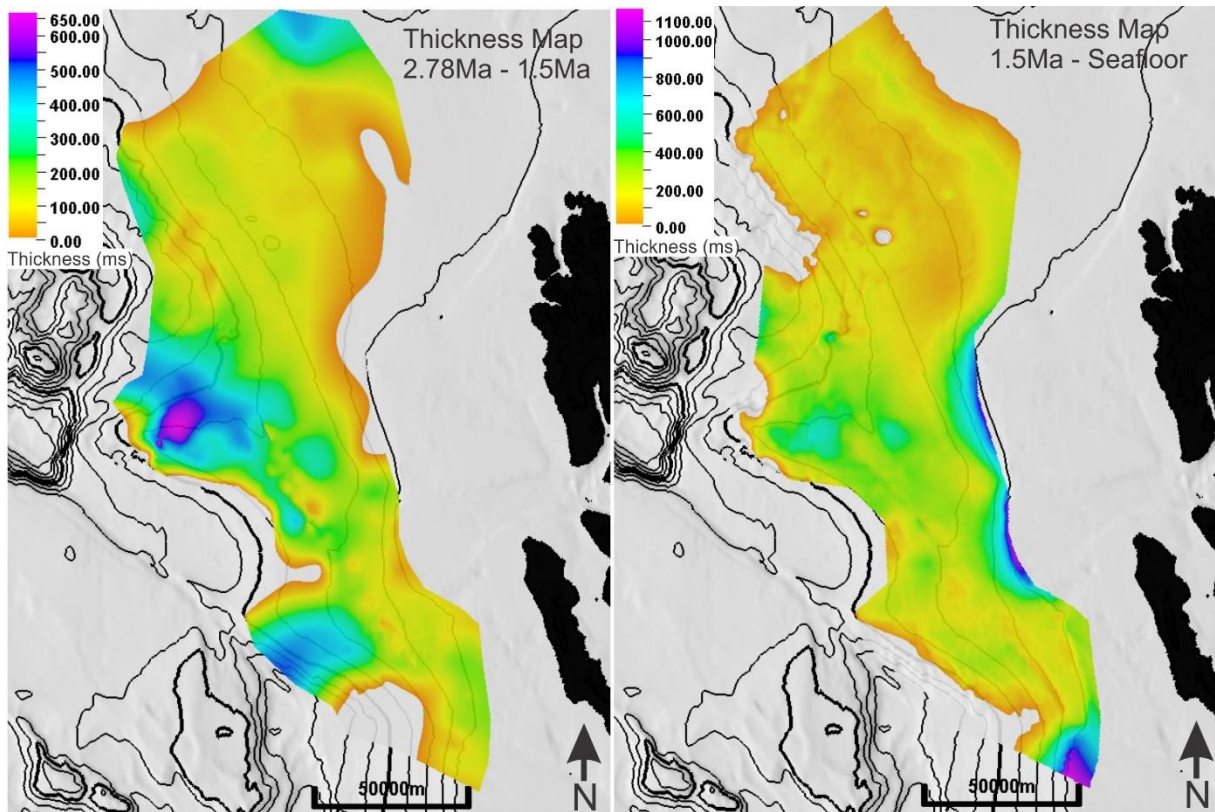 650.00
600.00
500.00
400.00
300.00
200.00
100.00
0.00
Thickness (ms)
Thickness Map
2.78Ma - 1.5Ma
50000m
N
1100.00
1000.00
800.00
600.00
400.00
200.00
0.00
Thickness (ms)
Thickness Map
1.5Ma - Seafloor
50000m
N